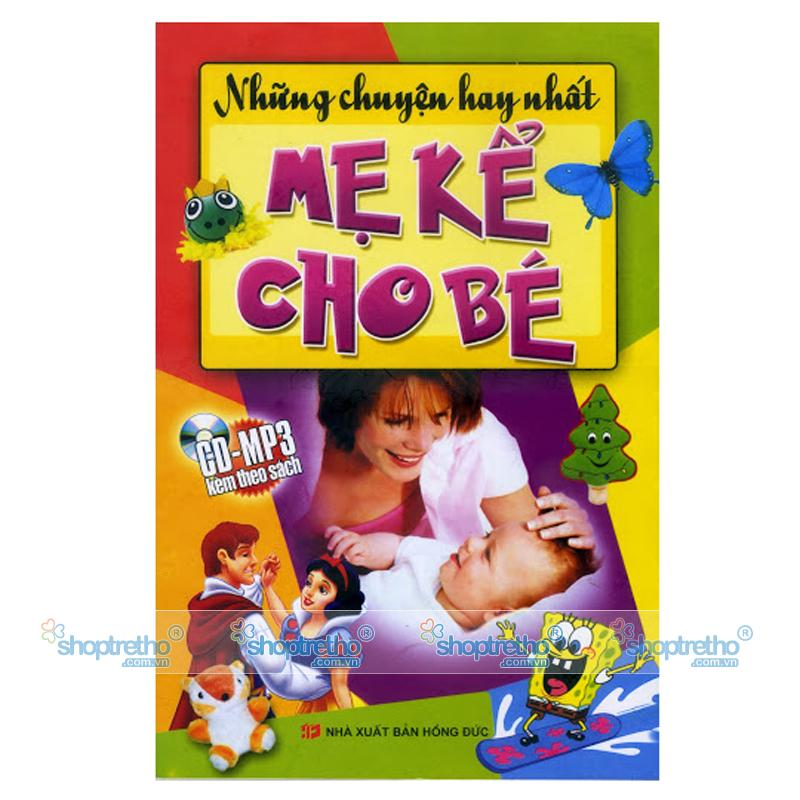 Những chuyện hay nhất
MẸ KỂ
CHO BÉ
CD-MP3
kèm theo sách
shoptretho® shoptretho® shoptretho® shoptretho®
.com.vn .com.vn .com.vn .com.vn
NHÀ XUẤT BẢN HỒNG ĐỨC